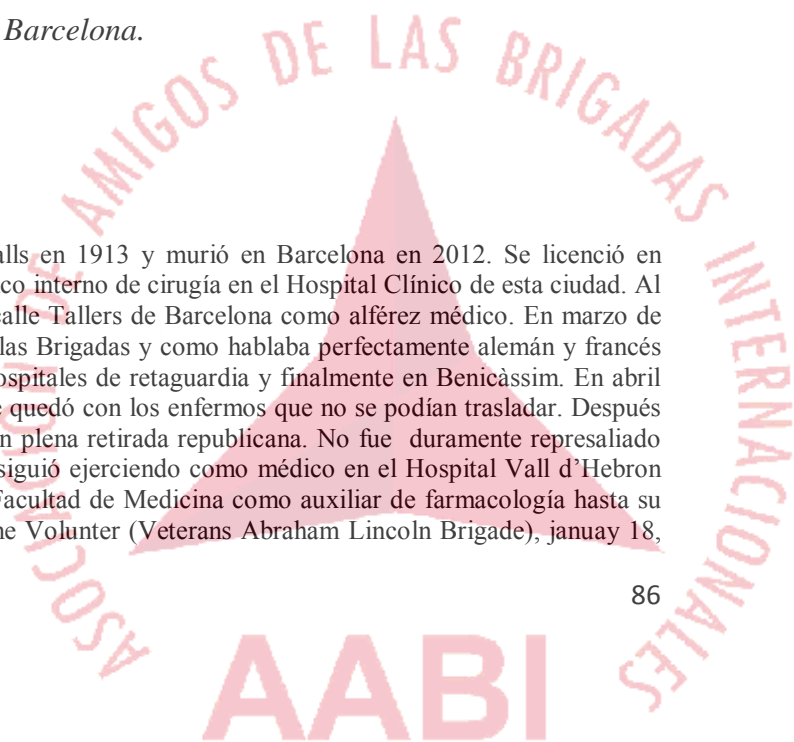 Barcelona.
ASOCIACIÓN DE AMIGOS DE LAS BRIGADAS INTERNACIONALES
alls en 1913 y murió en Barcelona en 2012. Se licenció en
co interno de cirugía en el Hospital Clínico de esta ciudad. Al
calle Tallers de Barcelona como alférez médico. En marzo de
las Brigadas y como hablaba perfectamente alemán y francés
ospitales de retaguardia y finalmente en Benicàssim. En abril
e quedó con los enfermos que no se podían trasladar. Después
n plena retirada republicana. No fue duramente represaliado
siguió ejerciendo como médico en el Hospital Vall d’Hebron
Facultad de Medicina como auxiliar de farmacología hasta su
ne Volunter (Veterans Abraham Lincoln Brigade), januay 18,
86
AABI